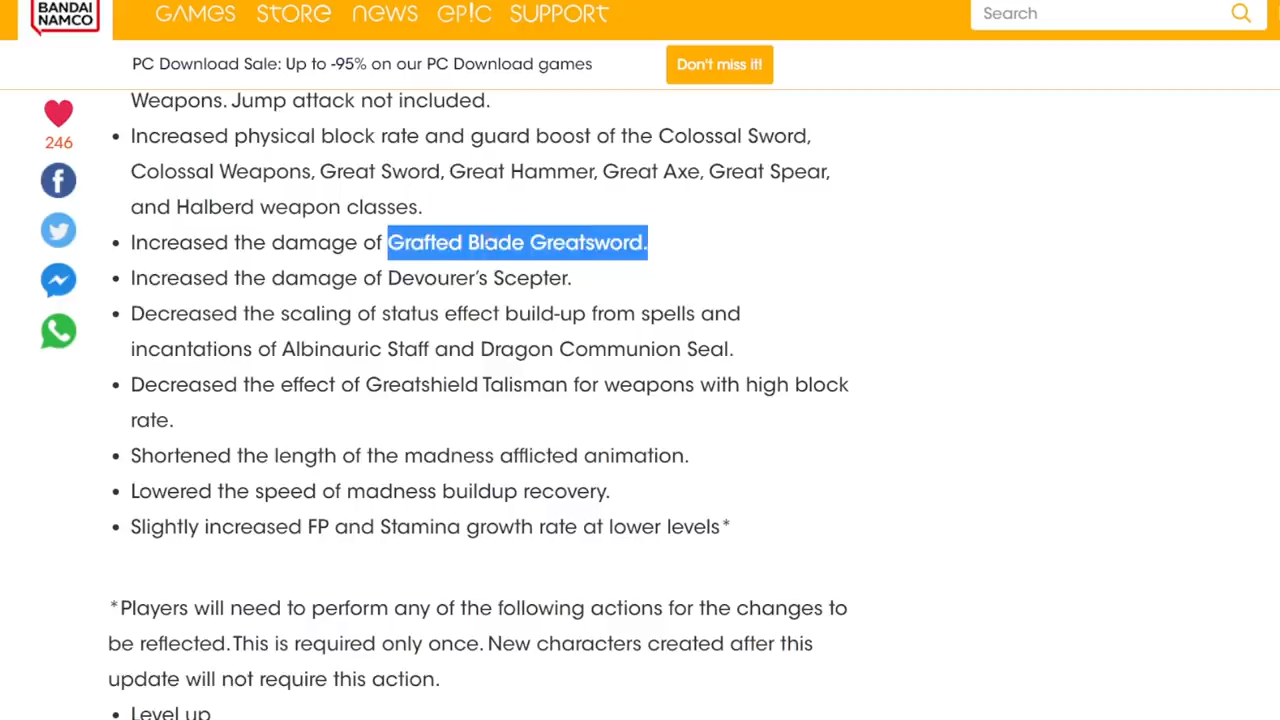 BANDAI
NAMCO
GAMES STORE NEWS EPIC SUPPORT
Search
PC Download Sale: Up to -95% on our PC Download games
Don't miss it!
Weapons. Jump attack not included.
246
• Increased physical block rate and guard boost of the Colossal Sword,
Colossal Weapons, Great Sword, Great Hammer, Great Axe, Great Spear,
and Halberd weapon classes.
• Increased the damage of Grafted Blade Greatsword.
• Increased the damage of Devourer’s Scepter.
• Decreased the scaling of status effect build-up from spells and
incantations of Albinauric Staff and Dragon Communion Seal.
• Decreased the effect of Greatshield Talisman for weapons with high block
rate.
• Shortened the length of the madness afflicted animation.
• Lowered the speed of madness buildup recovery.
• Slightly increased FP and Stamina growth rate at lower levels*
*Players will need to perform any of the following actions for the changes to
be reflected. This is required only once. New characters created after this
update will not require this action.
• Level up